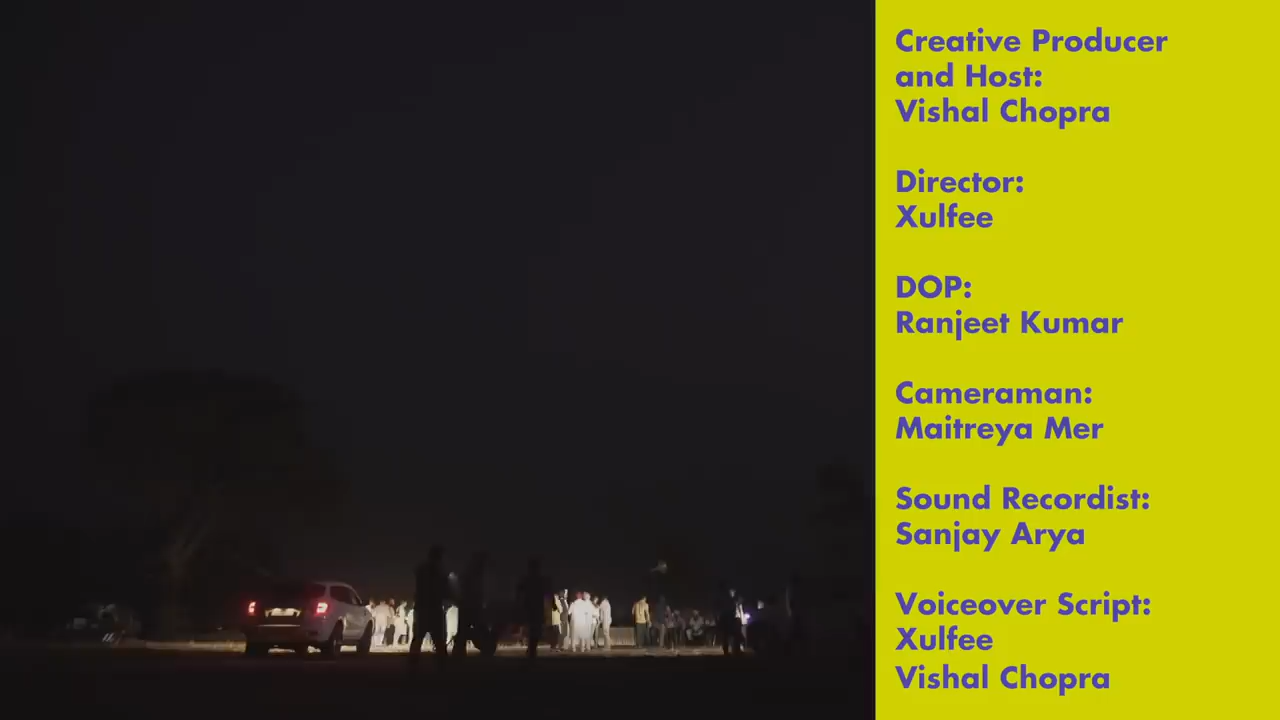 Creative Producer
and Host:
Vishal Chopra
Director:
Xulfee
DOP:
Ranjeet Kumar
Cameraman:
Maitreya Mer
Sound Recordist:
Sanjay Arya
Voiceover Script:
Xulfee
Vishal Chopra